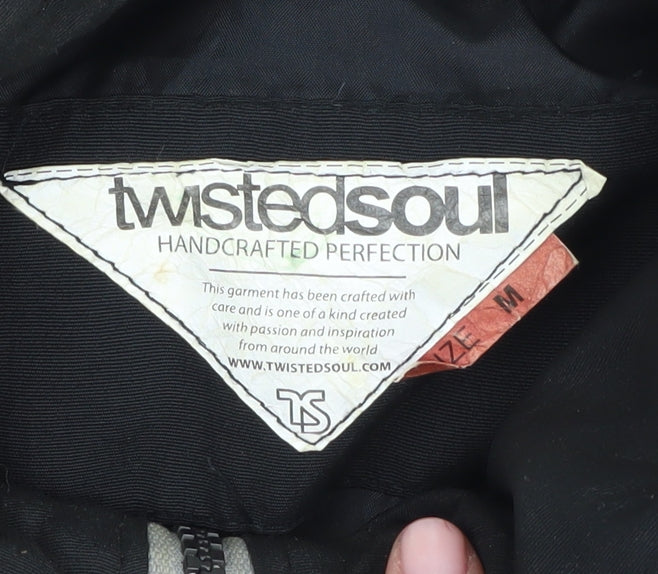 twistedsoul
HANDCRAFTED PERFECTION
This garment has been crafted with
care and is one of a kind created
with passion and inspiration
from around the world
WWW.TWISTEDSOUL.COM
TS
IZE M